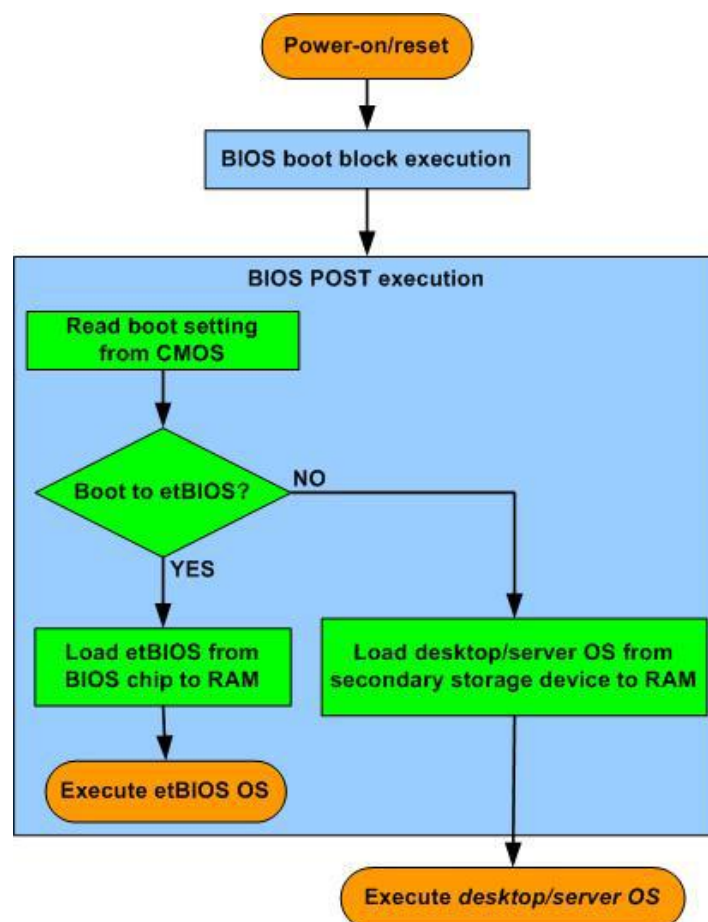 Power-on/reset
BIOS boot block execution
BIOS POST execution
Read boot setting
from CMOS
Boot to etBIOS?
NO
YES
Load etBIOS from
BIOS chip to RAM
Load desktop/server OS from
secondary storage device to RAM
Execute etBIOS OS
Execute desktop/server OS